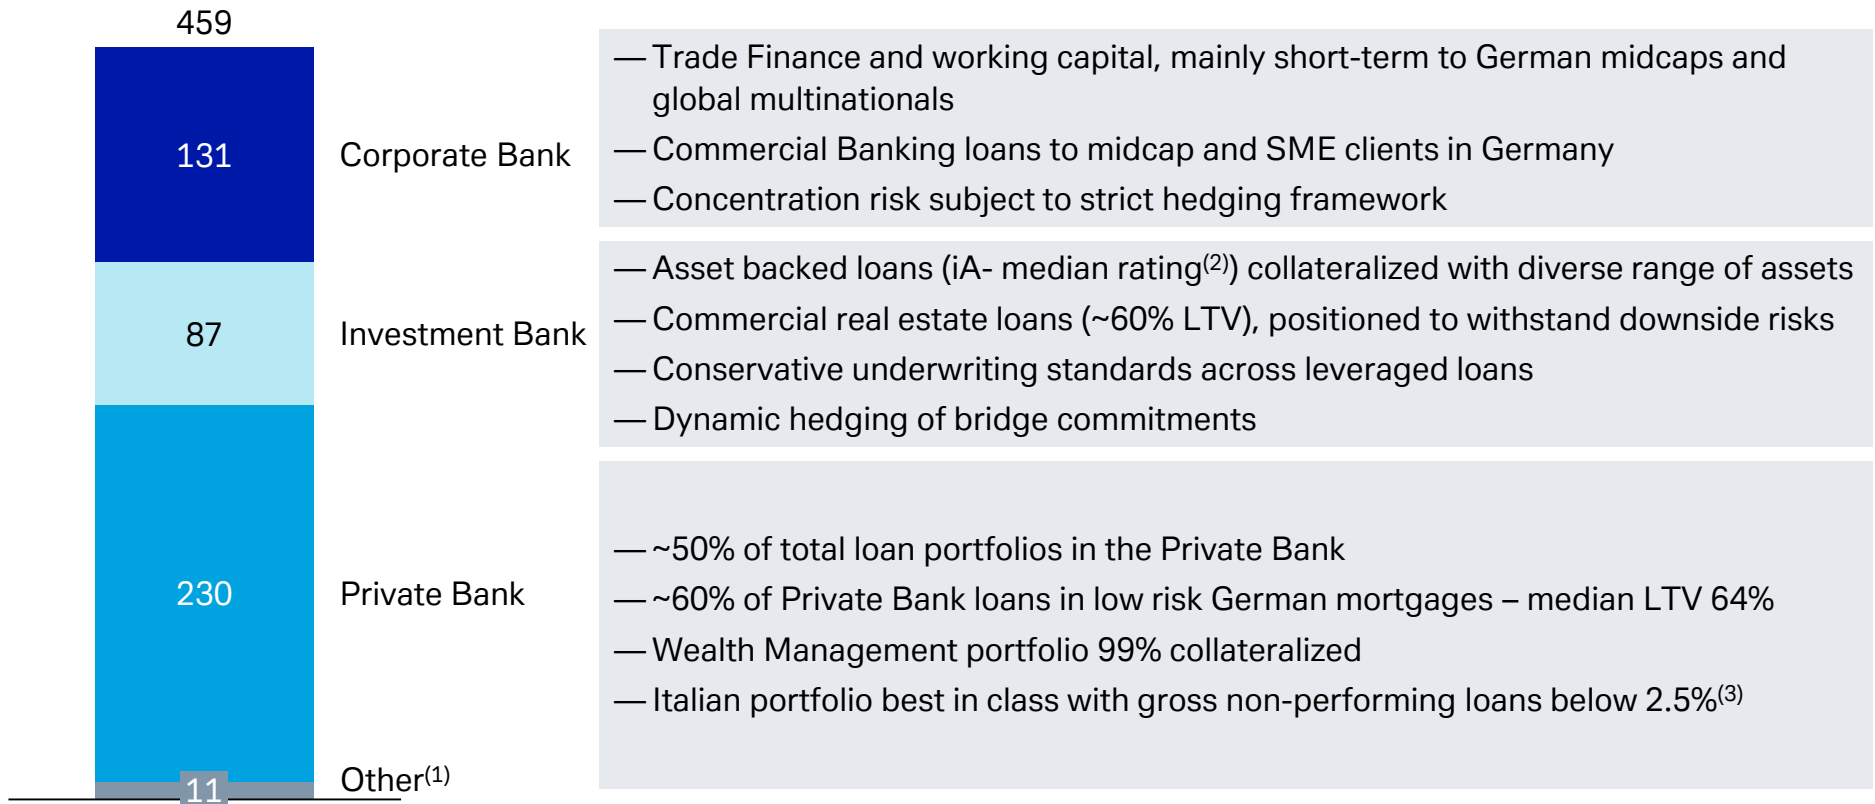 459
131
Corporate Bank
— Trade Finance and working capital, mainly short-term to German midcaps and
global multinationals
— Commercial Banking loans to midcap and SME clients in Germany
— Concentration risk subject to strict hedging framework
87
Investment Bank
— Asset backed loans (iA- median rating(2)) collateralized with diverse range of assets
— Commercial real estate loans (~60% LTV), positioned to withstand downside risks
— Conservative underwriting standards across leveraged loans
— Dynamic hedging of bridge commitments
230
Private Bank
— ~50% of total loan portfolios in the Private Bank
— ~60% of Private Bank loans in low risk German mortgages – median LTV 64%
— Wealth Management portfolio 99% collateralized
— Italian portfolio best in class with gross non-performing loans below 2.5%(3)
11
Other(1)